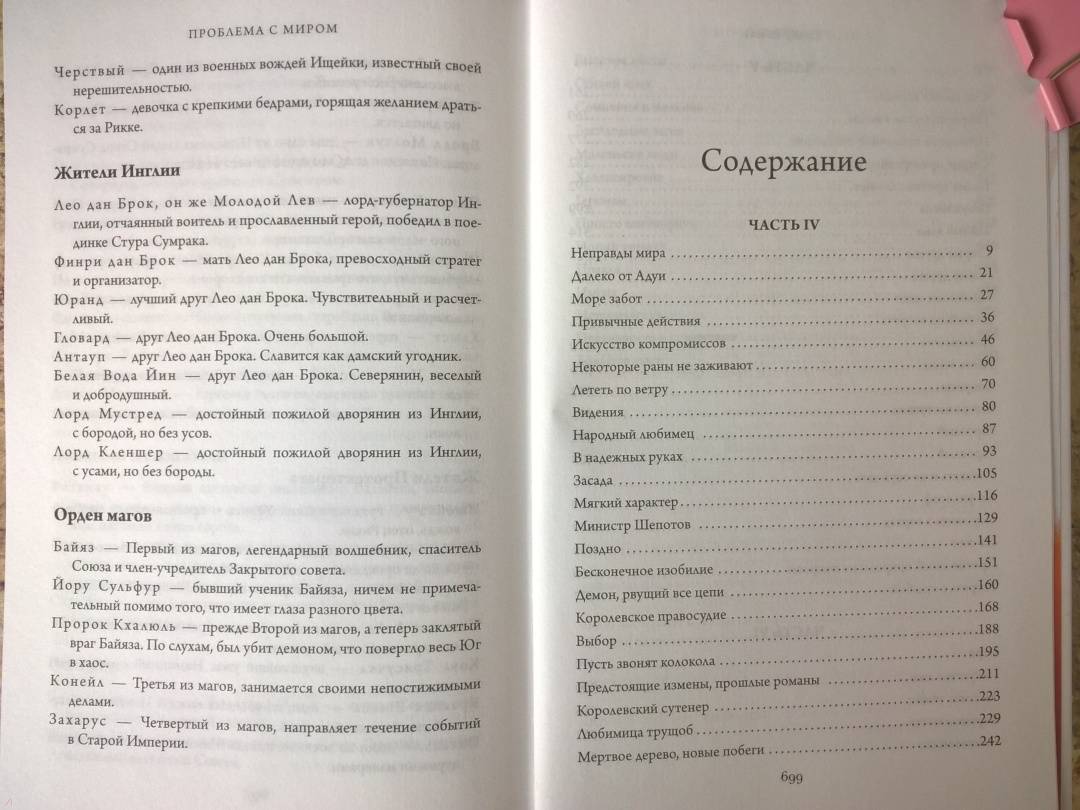 ПРОБЛЕМА С МИРОМ
Черствый — один из военных вождей Ищейки, известный своей
нерешительностью.
Корлет — девочка с крепкими бедрами, горящая желанием драть-
ся за Рикке.
Жители Инглии
Лео дан Брок, он же Молодой Лев — лорд-губернатор Ин-
глии, отчаянный воитель и прославленный герой, победил в пое-
динке Стура Сумрака.
Финри дан Брок — мать Лео дан Брока, превосходный стратег
и организатор.
Юранд — лучший друг Лео дан Брока. Чувствительный и расчет-
ливый.
Гловард — друг Лео дан Брока. Очень большой.
Антауп — друг Лео дан Брока. Славится как дамский угодник.
Белая Вода Йин — друг Лео дан Брока. Северянин, веселый
и добродушный.
Лорд Мустред — достойный пожилой дворянин из Инглии,
с бородой, но без усов.
Лорд Кленшер — достойный пожилой дворянин из Инглии,
с усами, но без бороды.
Орден магов
Байяз — Первый из магов, легендарный волшебник, спаситель
Союза и член-учредитель Закрытого совета.
Йору Сульфур — бывший ученик Байяза, ничем не примеча-
тельный помимо того, что имеет глаза разного цвета.
Пророк Кхалюль — прежде Второй из магов, а теперь заклятый
враг Байяза. По слухам, был убит демоном, что повергло весь Юг
в хаос.
Конейл — Третья из магов, занимается своими непостижимыми
делами.
Захарус — Четвертый из магов, направляет течение событий
в Старой Империи.
Содержание
ЧАСТЬ IV
Неправды мира 9
Далеко от Адуи 21
Море забот 27
Привычные действия 36
Искусство компромиссов 46
Некоторые раны не заживают 60
Лететь по ветру 70
Видения 80
Народный любимец 87
В надежных руках 93
Засада 105
Мягкий характер 116
Министр Шепотов 129
Поздно 141
Бесконечное изобилие 151
Демон, рвущий все цепи 160
Королевское правосудие 168
Выбор 188
Пусть звонят колокола 195
Предстоящие измены, прошлые романы 211
Королевский сутенер 223
Любимица трущоб 229
Мертвое дерево, новые побеги 242
699